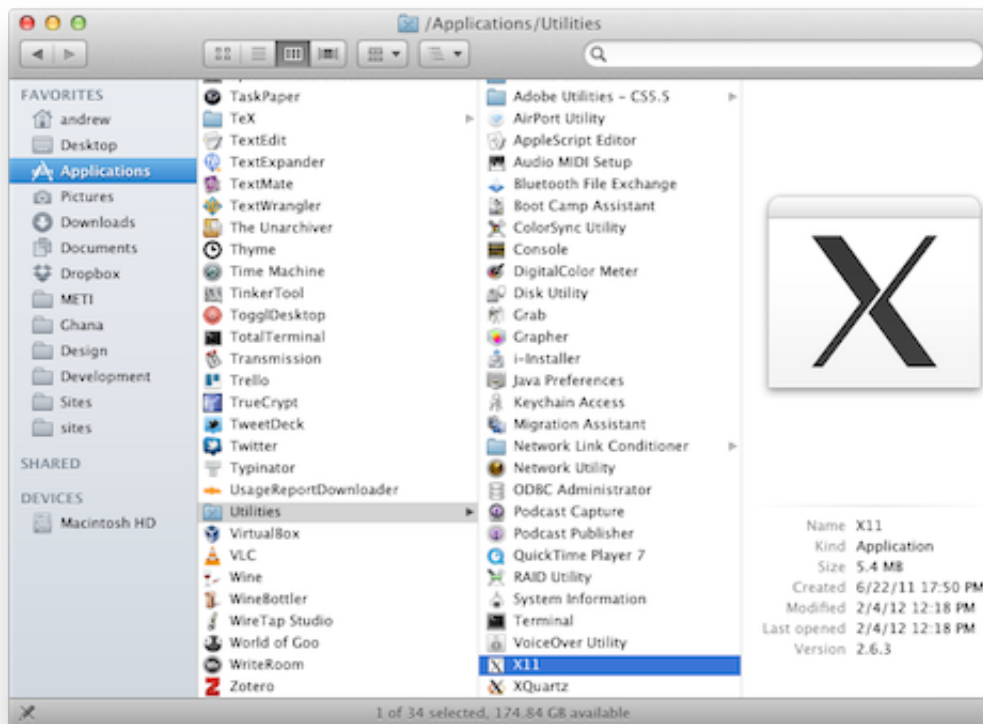 /Applications/Utilities
FAVORITES
andrew
Desktop
Applications
Pictures
Downloads
Documents
Dropbox
METI
Ghana
Design
Development
Sites
sites
SHARED
DEVICES
Macintosh HD
TaskPaper
TeX
TextEdit
TextExpander
TextMate
TextWrangler
The Unarchiver
Thyme
Time Machine
TinkerTool
TogglDesktop
TotalTerminal
Transmission
Trello
TrueCrypt
TweetDeck
Twitter
Typinator
UsageReportDownloader
Utilities
VirtualBox
VLC
Wine
WineBottler
WireTap Studio
World of Goo
WriteRoom
Zotero
Adobe Utilities - CS5.5
AirPort Utility
AppleScript Editor
Audio MIDI Setup
Bluetooth File Exchange
Boot Camp Assistant
ColorSync Utility
Console
DigitalColor Meter
Disk Utility
Grab
Grapher
i-Installer
Java Preferences
Keychain Access
Migration Assistant
Network Link Conditioner
Network Utility
ODBC Administrator
Podcast Capture
Podcast Publisher
QuickTime Player 7
RAID Utility
System Information
Terminal
VoiceOver Utility
X11
XQuartz
Name X11
Kind Application
Size 5.4 MB
Created 6/22/11 17:50 PM
Modified 2/4/12 12:18 PM
Last opened 2/4/12 12:18 PM
Version 2.6.3
1 of 34 selected, 174.84 GB available